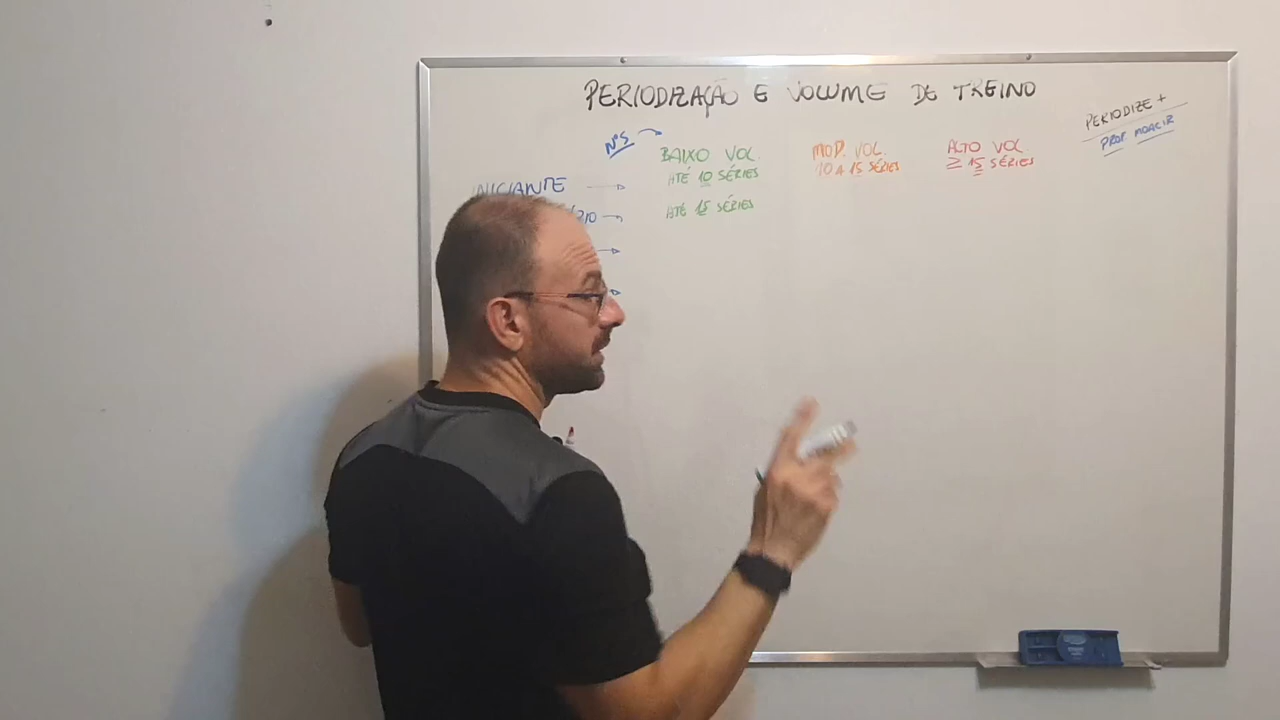 PERIODIZAÇÃO E VOLUME DE TREINO
PERIODIZE +
PROF. MOACIR
NºS
BAIXO VOL.
ATÉ 10 SÉRIES
MOD. VOL.
10 A 15 SÉRIES
ALTO VOL
≥ 15 SÉRIES
INICIANTE
ATÉ 15 SÉRIES